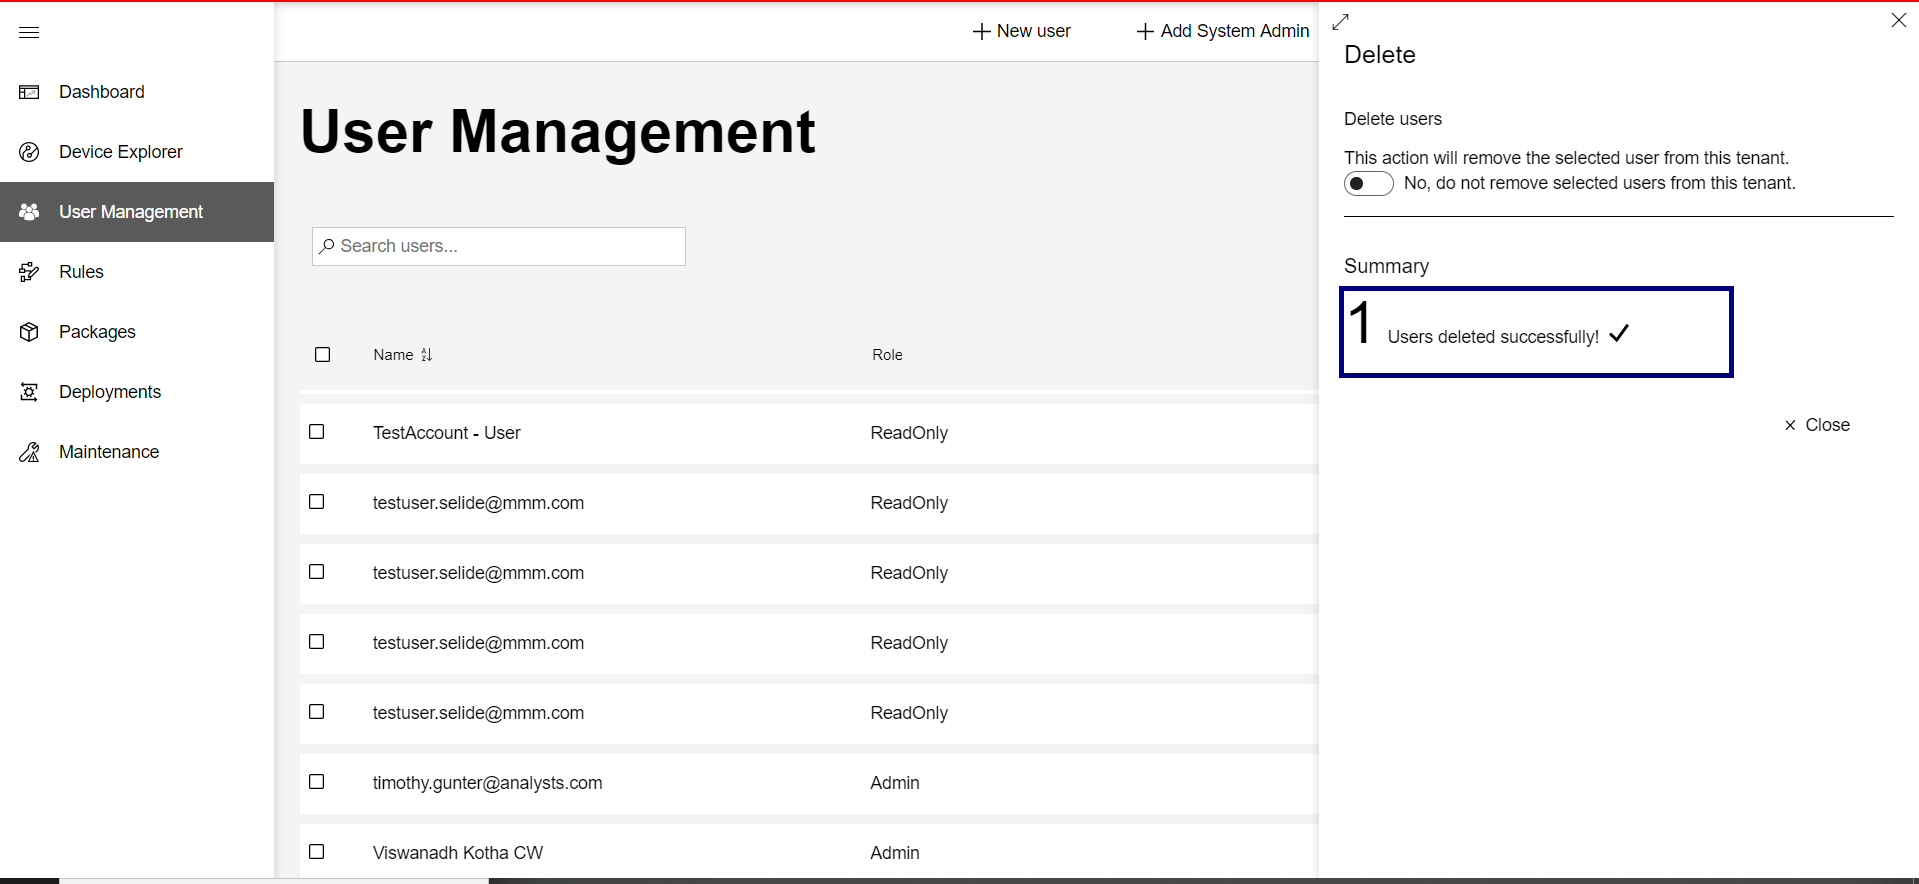 New user
Add System Admin
Dashboard
Device Explorer
User Management
Rules
Packages
Deployments
Maintenance
User Management
Search users...
Name
Role
TestAccount - User ReadOnly
testuser.selide@mmm.com ReadOnly
testuser.selide@mmm.com ReadOnly
testuser.selide@mmm.com ReadOnly
testuser.selide@mmm.com ReadOnly
timothy.gunter@analysts.com Admin
Viswanadh Kotha CW Admin
Delete
Delete users
This action will remove the selected user from this tenant.
No, do not remove selected users from this tenant.
Summary
1 Users deleted successfully!
Close